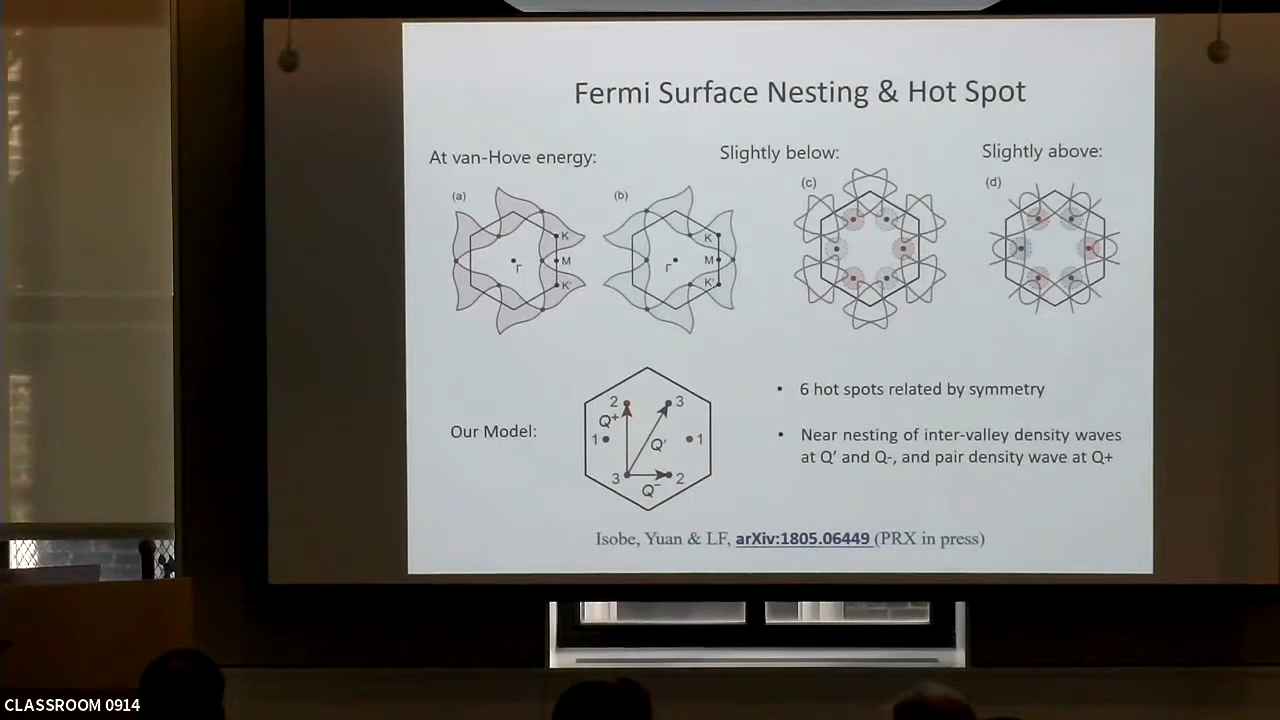 Fermi Surface Nesting & Hot Spot
At van-Hove energy:
Slightly below:
Slightly above:
(a)
(b)
(c)
(d)
K
M
K'
Γ
K
M
K'
Γ
Our Model:
2
3
Q+
1
Q'
1
3
Q-
2
• 6 hot spots related by symmetry
• Near nesting of inter-valley density waves
at Q' and Q-, and pair density wave at Q+
Isobe, Yuan & LF, arXiv:1805.06449 (PRX in press)
CLASSROOM 0914